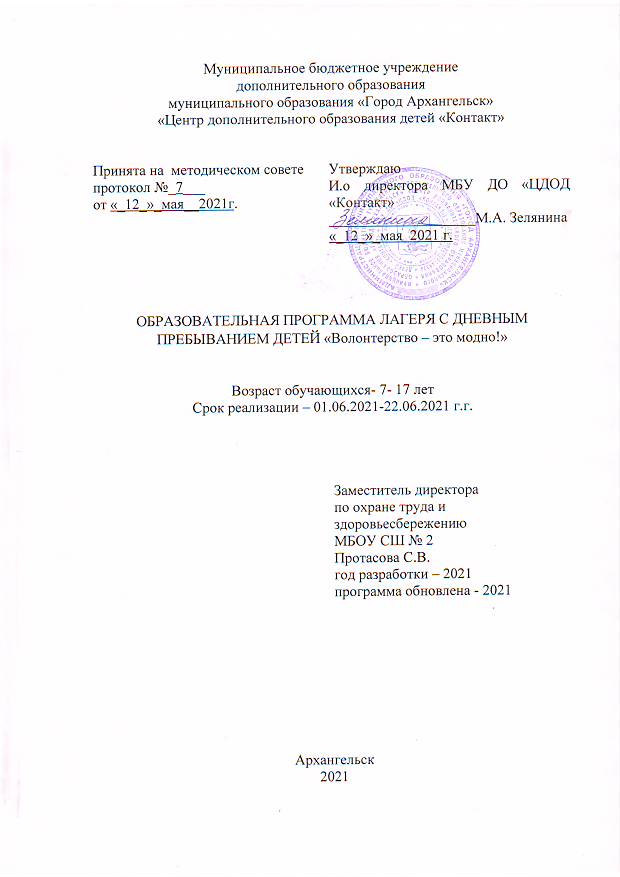 Муниципальное бюджетное учреждение
дополнительного образования
муниципального образования «Город Архангельск»
«Центр дополнительного образования детей «Контакт»
Принята на методическом совете
протокол №_7___
от «_12_»_мая__2021г.
Утверждаю
И.о директора МБУ ДО «ЦДОД
«Контакт»
Зелянина М.А. Зелянина
«_12_»_мая_2021 г.
ОБРАЗОВАТЕЛЬНАЯ ПРОГРАММА ЛАГЕРЯ С ДНЕВНЫМ
ПРЕБЫВАНИЕМ ДЕТЕЙ «Волонтерство – это модно!»
Возраст обучающихся- 7- 17 лет
Срок реализации – 01.06.2021-22.06.2021 г.г.
Заместитель директора
по охране труда и
здоровьесбережению
МБОУ СШ № 2
Протасова С.В.
год разработки – 2021
программа обновлена - 2021
Архангельск
2021